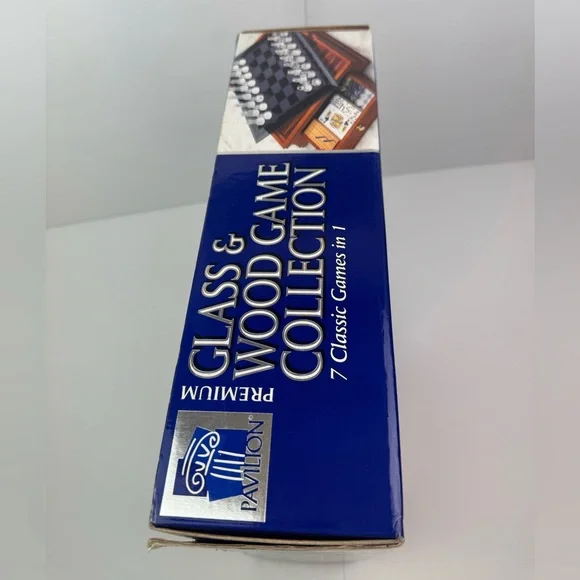 PAVILION®
PREMIUM
GLASS &
WOOD GAME
COLLECTION
7 Classic Games in 1